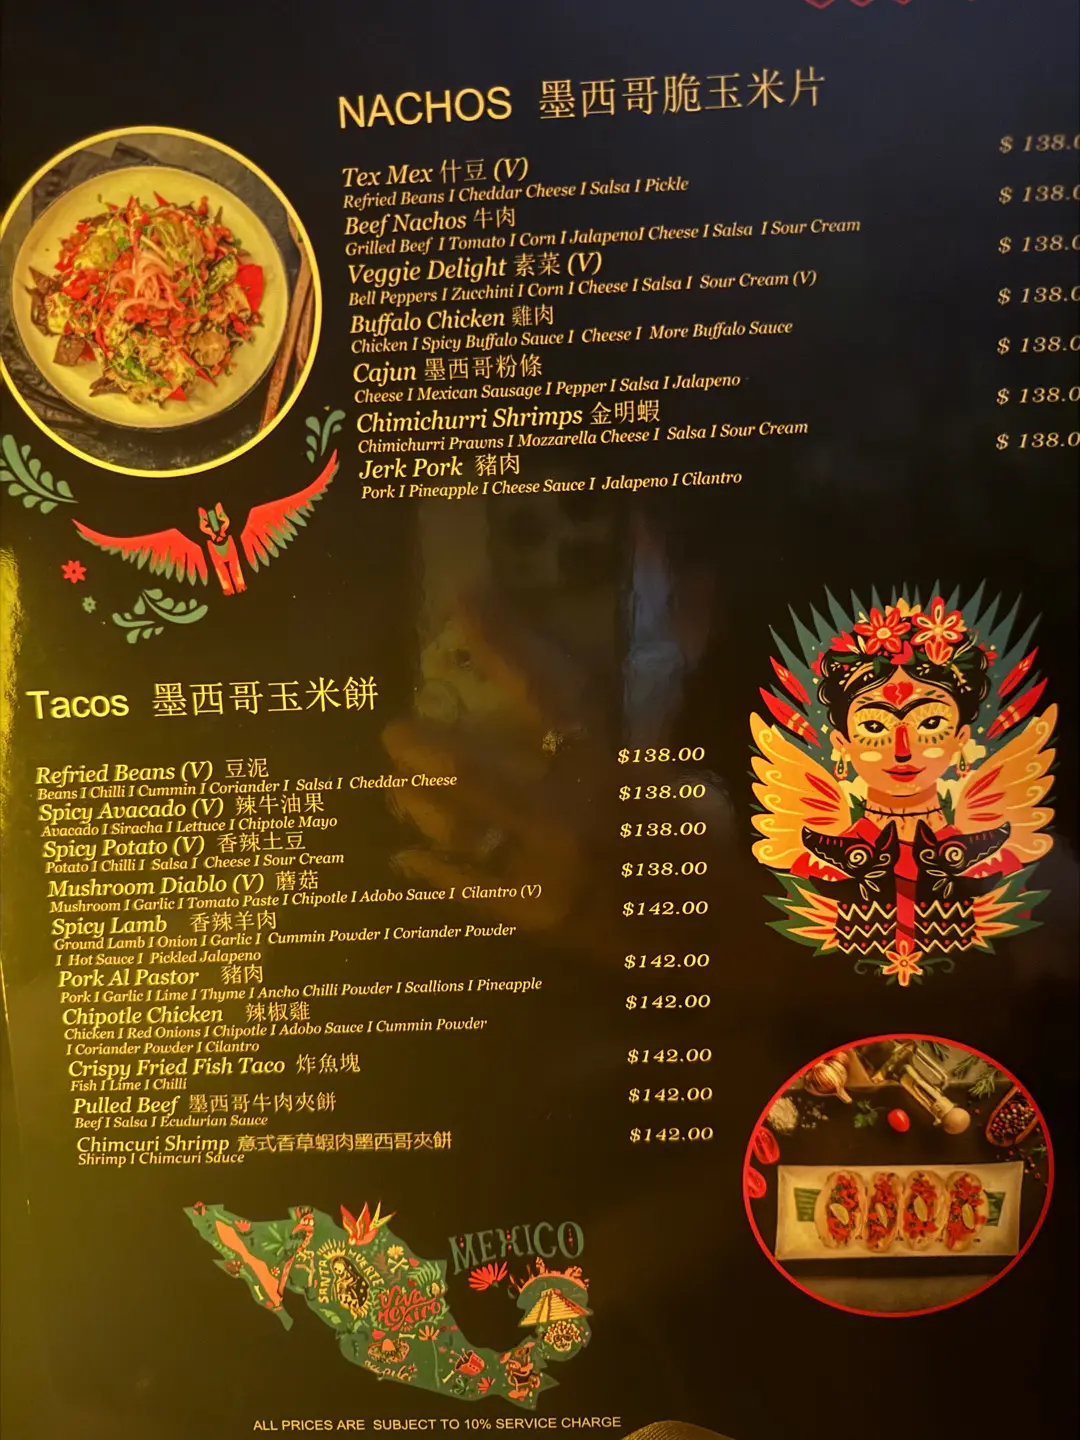 NACHOS 墨西哥脆玉米片
Tex Mex 什豆 (V) $ 138.0
Refried Beans I Cheddar Cheese I Salsa I Pickle
Beef Nachos 牛肉 $ 138.0
Grilled Beef I Tomato I Corn I JalapenoI Cheese I Salsa I Sour Cream
Veggie Delight 素菜 (V) $ 138.0
Bell Peppers I Zucchini I Corn I Cheese I Salsa I Sour Cream (V)
Buffalo Chicken 雞肉 $ 138.0
Chicken I Spicy Buffalo Sauce I Cheese I More Buffalo Sauce
Cajun 墨西哥粉條 $ 138.0
Cheese I Mexican Sausage I Pepper I Salsa I Jalapeno
Chimichurri Shrimps 金明蝦 $ 138.0
Chimichurri Prawns I Mozzarella Cheese I Salsa I Sour Cream
Jerk Pork 豬肉 $ 138.0
Pork I Pineapple I Cheese Sauce I Jalapeno I Cilantro
Tacos 墨西哥玉米餅
Refried Beans (V) 豆泥 $138.00
Beans I Chilli I Cummin I Coriander I Salsa I Cheddar Cheese
Spicy Avacado (V) 辣牛油果 $138.00
Avacado I Siracha I Lettuce I Chiptole Mayo
Spicy Potato (V) 香辣土豆 $138.00
Potato I Chilli I Salsa I Cheese I Sour Cream
Mushroom Diablo (V) 蘑菇 $138.00
Mushroom I Garlic I Tomato Paste I Chipotle I Adobo Sauce I Cilantro (V)
Spicy Lamb 香辣羊肉 $142.00
Ground Lamb I Onion I Garlic I Cummin Powder I Coriander Powder
I Hot Sauce I Pickled Jalapeno
Pork Al Pastor 豬肉 $142.00
Pork I Garlic I Lime I Thyme I Ancho Chilli Powder I Scallions I Pineapple
Chipotle Chicken 辣椒雞 $142.00
Chicken I Red Onions I Chipotle I Adobo Sauce I Cummin Powder
I Coriander Powder I Cilantro
Crispy Fried Fish Taco 炸魚塊 $142.00
Fish I Lime I Chilli
Pulled Beef 墨西哥牛肉夾餅 $142.00
Beef I Salsa I Ecudurian Sauce
Chimcuri Shrimp 意式香草蝦肉墨西哥夾餅 $142.00
Shrimp I Chimcuri Sauce
MEXICO
SANTA MUERTE
Viva
MEXICO
ALL PRICES ARE SUBJECT TO 10% SERVICE CHARGE